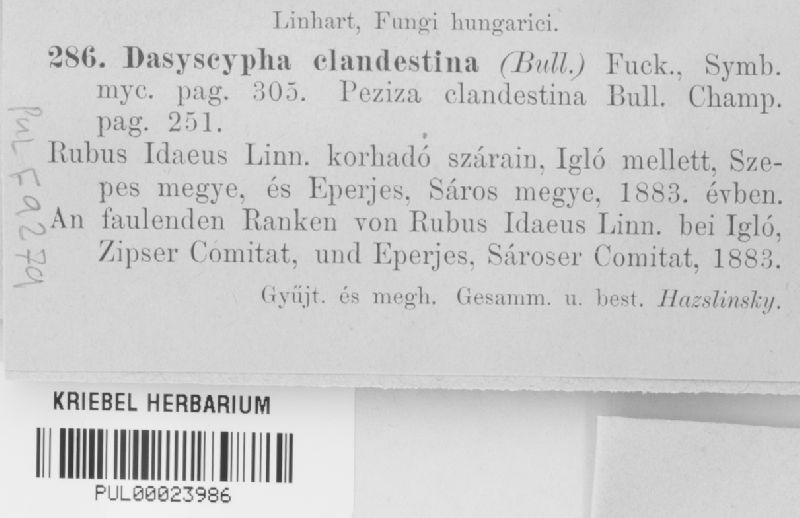 Linhart, Fungi hungarici.
286. Dasyscypha clandestina (Bull.) Fuck., Symb.
myc. pag. 305. Peziza clandestina Bull. Champ.
pag. 251.
Rubus Idaeus Linn. korhadó szárain, Igló mellett, Sze-
pes megye, és Eperjes, Sáros megye, 1883. évben.
An faulenden Ranken von Rubus Idaeus Linn. bei Igló,
Zipser Comitat, und Eperjes, Sároser Comitat, 1883.
Gyűjt. és megh. Gesamm. u. best. Hazslinsky.
PUL F9279
KRIEBEL HERBARIUM
PUL00023986